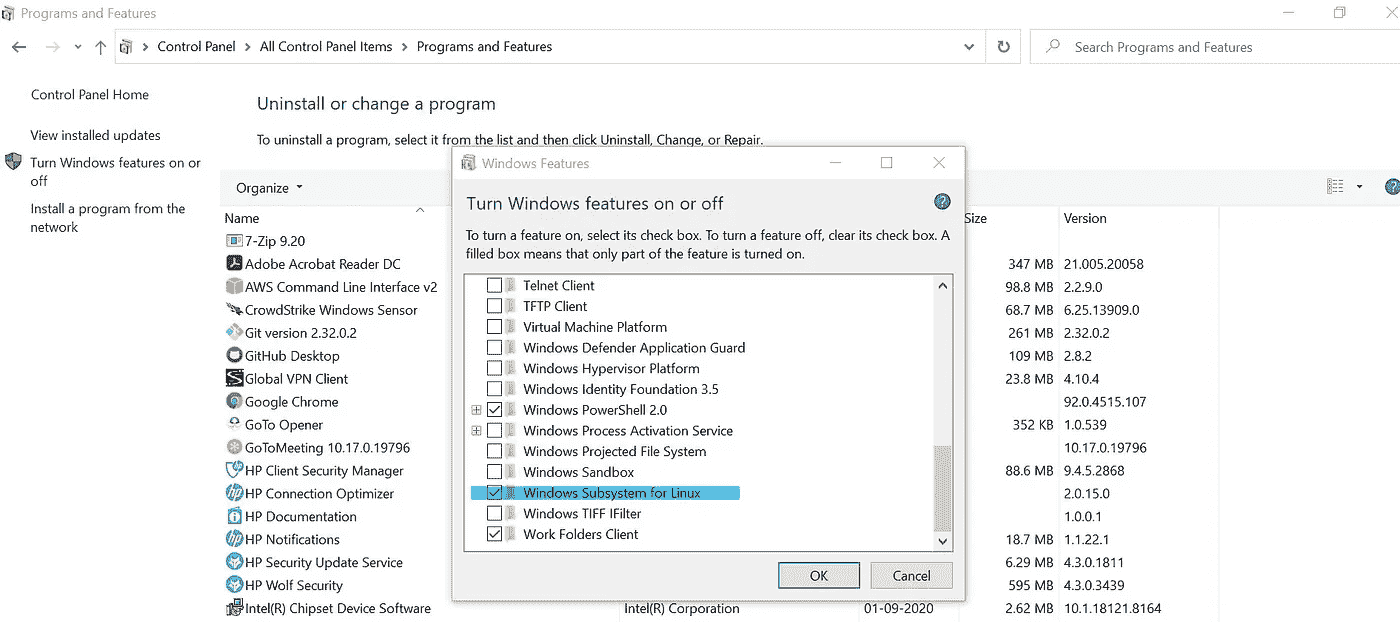 Programs and Features
Control Panel > All Control Panel Items > Programs and Features
Search Programs and Features
Control Panel Home
View installed updates
Turn Windows features on or
off
Install a program from the
network
Uninstall or change a program
To uninstall a program, select it from the list and then click Uninstall, Change, or Repair.
Organize
Name Size Version
7-Zip 9.20
Adobe Acrobat Reader DC 347 MB 21.005.20058
AWS Command Line Interface v2 98.8 MB 2.2.9.0
CrowdStrike Windows Sensor 68.7 MB 6.25.13909.0
Git version 2.32.0.2 261 MB 2.32.0.2
GitHub Desktop 109 MB 2.8.2
Global VPN Client 23.8 MB 4.10.4
Google Chrome 92.0.4515.107
GoTo Opener 352 KB 1.0.539
GoToMeeting 10.17.0.19796 10.17.0.19796
HP Client Security Manager 88.6 MB 9.4.5.2868
HP Connection Optimizer 2.0.15.0
HP Documentation 1.0.0.1
HP Notifications 18.7 MB 1.1.22.1
HP Security Update Service 6.29 MB 4.3.0.1811
HP Wolf Security 595 MB 4.3.0.3439
Intel(R) Chipset Device Software Intel(R) Corporation 01-09-2020 2.62 MB 10.1.18121.8164
Windows Features
Turn Windows features on or off
To turn a feature on, select its check box. To turn a feature off, clear its check box. A
filled box means that only part of the feature is turned on.
Telnet Client
TFTP Client
Virtual Machine Platform
Windows Defender Application Guard
Windows Hypervisor Platform
Windows Identity Foundation 3.5
Windows PowerShell 2.0
Windows Process Activation Service
Windows Projected File System
Windows Sandbox
Windows Subsystem for Linux
Windows TIFF IFilter
Work Folders Client
OK Cancel